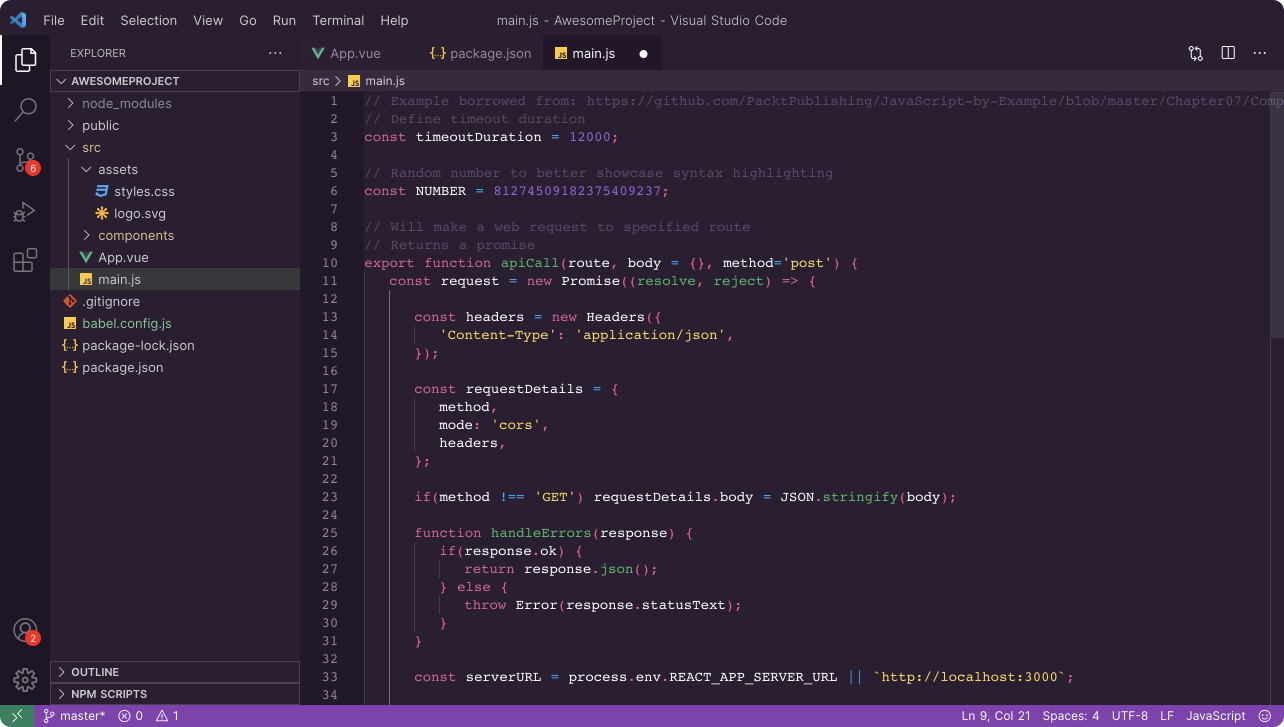 File Edit Selection View Go Run Terminal Help
main.js - AwesomeProject - Visual Studio Code
EXPLORER
AWESOMEPROJECT
node_modules
public
src
assets
styles.css
logo.svg
components
App.vue
JS main.js
.gitignore
JS babel.config.js
{..} package-lock.json
{..} package.json
OUTLINE
NPM SCRIPTS
6
2
App.vue {..} package.json JS main.js
src > JS main.js
1 // Example borrowed from: https://github.com/PacktPublishing/JavaScript-by-Example/blob/master/Chapter07/Comp
2 // Define timeout duration
3 const timeoutDuration = 12000;
4
5 // Random number to better showcase syntax highlighting
6 const NUMBER = 81274509182375409237;
7
8 // Will make a web request to specified route
9 // Returns a promise
10 export function apiCall(route, body = {}, method='post') {
11 const request = new Promise((resolve, reject) => {
12
13 const headers = new Headers({
14 'Content-Type': 'application/json',
15 });
16
17 const requestDetails = {
18 method,
19 mode: 'cors',
20 headers,
21 };
22
23 if(method !== 'GET') requestDetails.body = JSON.stringify(body);
24
25 function handleErrors(response) {
26 if(response.ok) {
27 return response.json();
28 } else {
29 throw Error(response.statusText);
30 }
31 }
32
33 const serverURL = process.env.REACT_APP_SERVER_URL || `http://localhost:3000`;
34
master* 0 1
Ln 9, Col 21 Spaces: 4 UTF-8 LF JavaScript